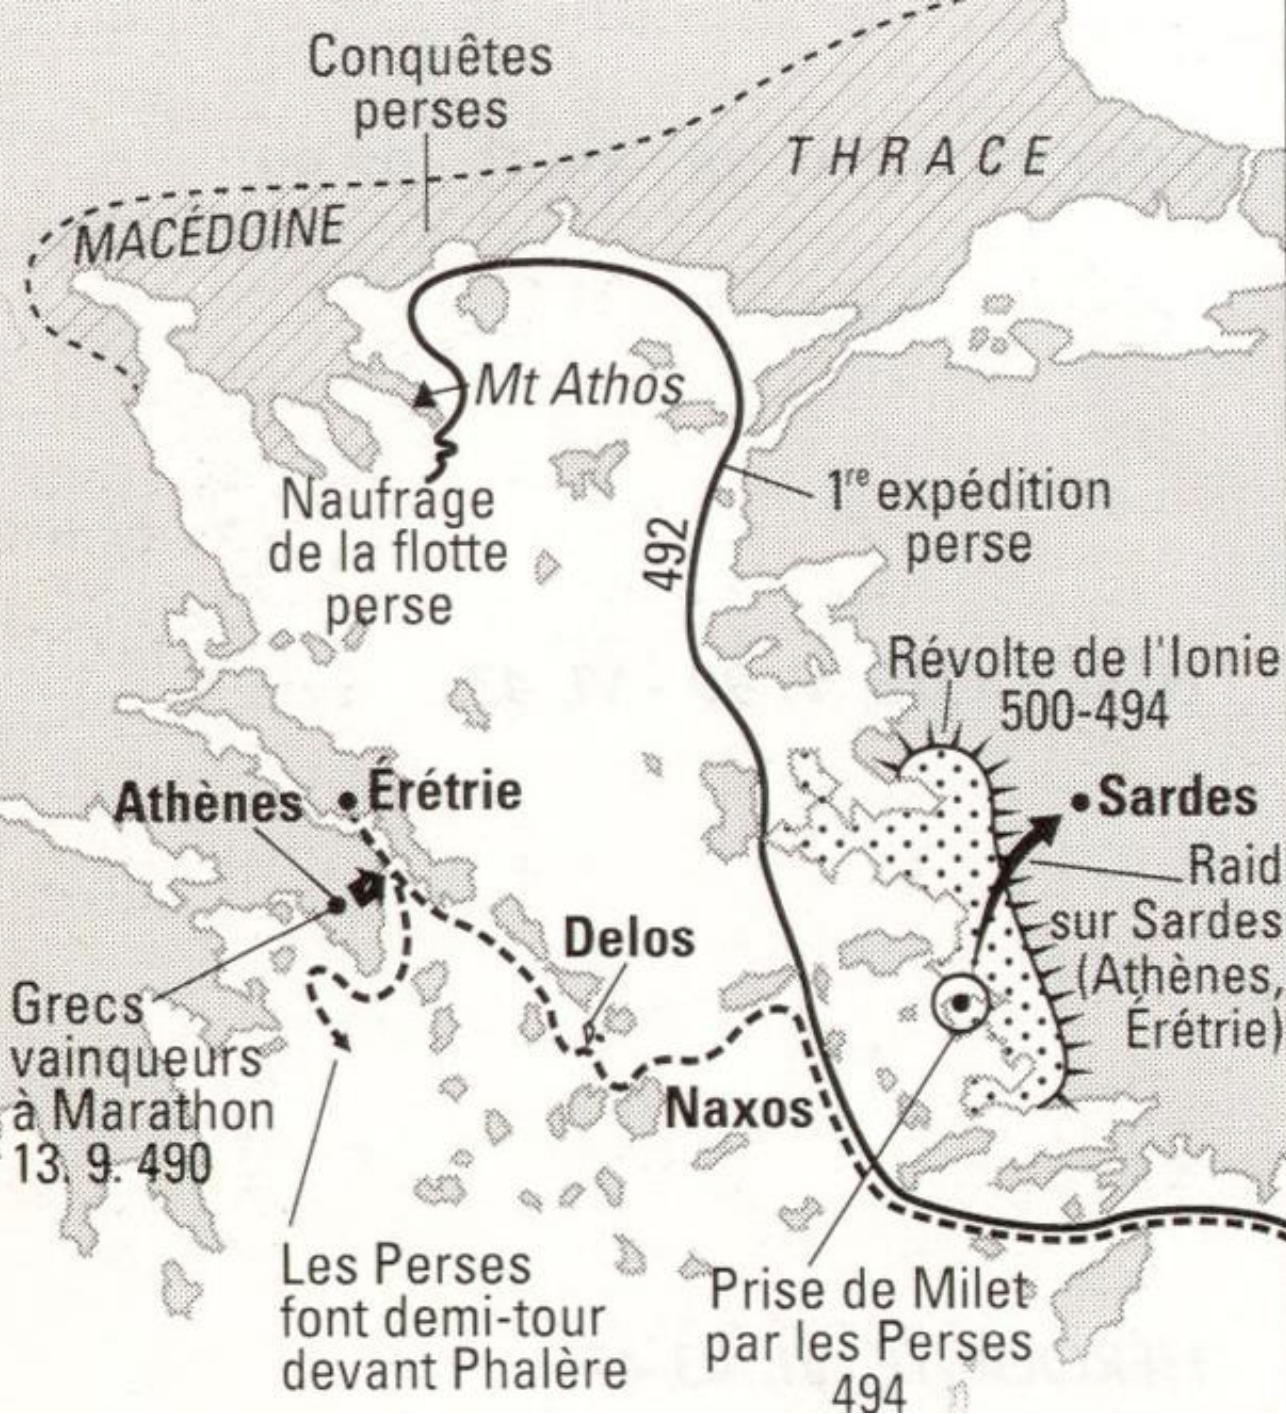 Conquêtes
perses
THRACE
MACÉDOINE
Mt Athos
Naufrage
de la flotte
perse
1re expédition
perse
492
Révolte de l'Ionie
500-494
Athènes
Érétrie
Sardes
Raid
sur Sardes
(Athènes,
Érétrie)
Delos
Grecs
vainqueurs
à Marathon
13. 9. 490
Naxos
Les Perses
font demi-tour
devant Phalère
Prise de Milet
par les Perses
494